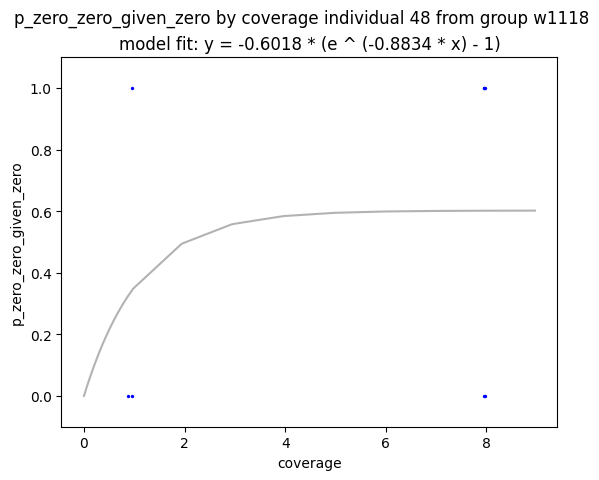 p_zero_zero_given_zero by coverage individual 48 from group w1118
model fit: y = -0.6018 * (e ^ (-0.8834 * x) - 1)
1.0
0.8
0.6
0.4
0.2
0.0
p_zero_zero_given_zero
0 2 4 6 8
coverage